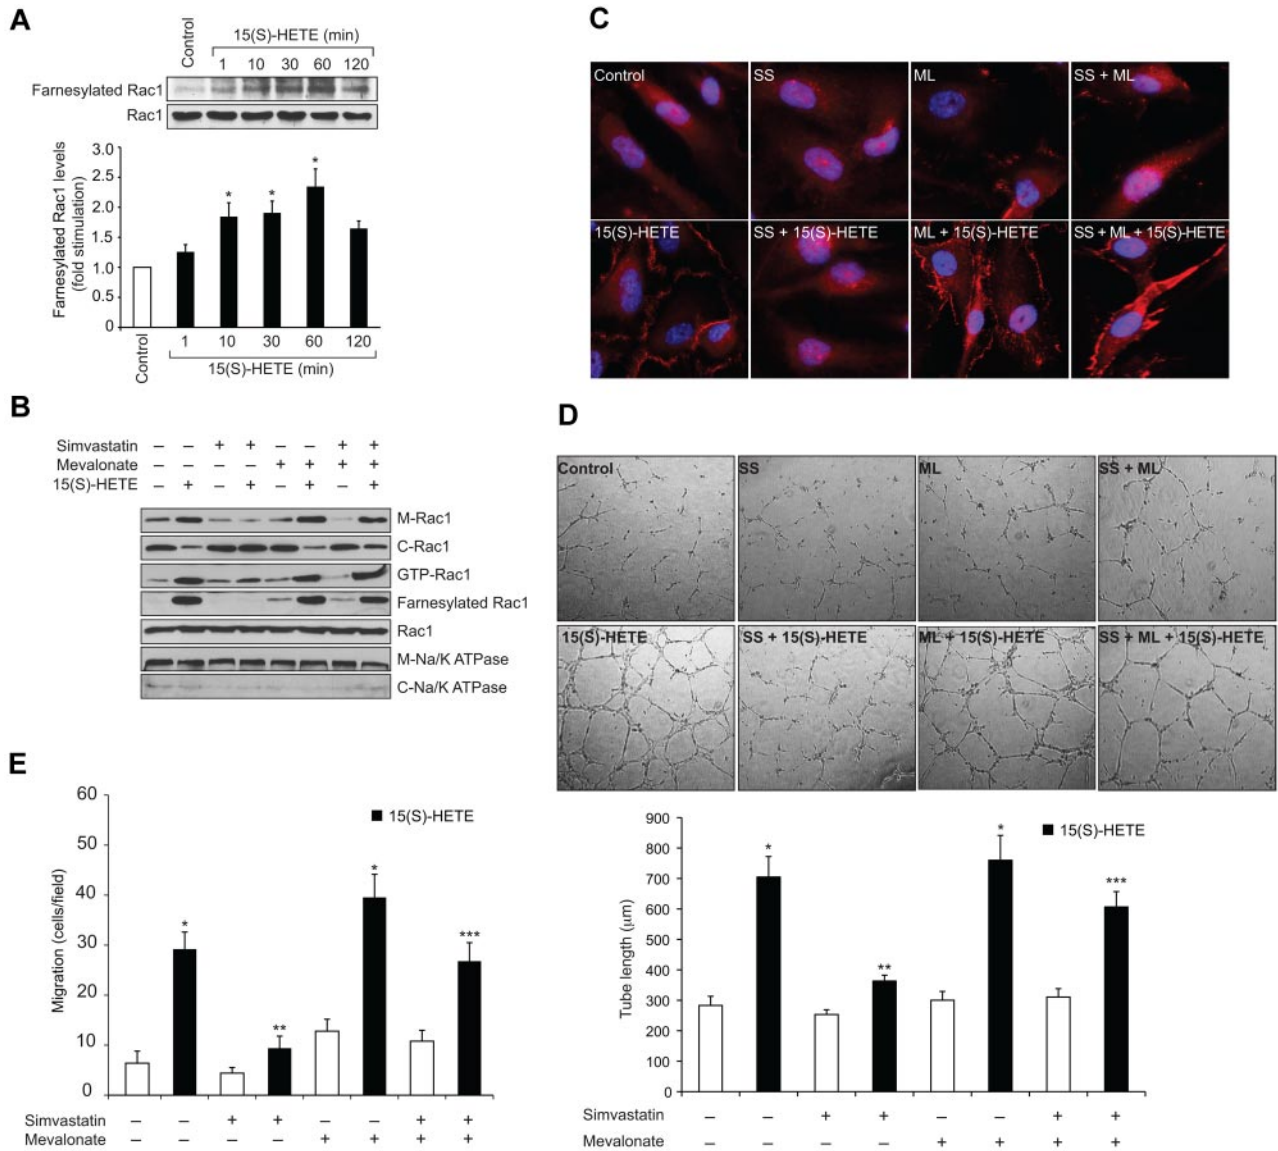 A
Control
15(S)-HETE (min)
1 10 30 60 120
Farnesylated Rac1
Rac1
Farnesylated Rac1 levels
(fold stimulation)
3.0
2.5
2.0
1.5
1.0
0.5
0
* * *
Control
1 10 30 60 120
15(S)-HETE (min)
B
Simvastatin – – + + – – + +
Mevalonate – – – – + + + +
15(S)-HETE – + – + – + – +
M-Rac1
C-Rac1
GTP-Rac1
Farnesylated Rac1
Rac1
M-Na/K ATPase
C-Na/K ATPase
C
Control SS ML SS + ML
15(S)-HETE SS + 15(S)-HETE ML + 15(S)-HETE SS + ML + 15(S)-HETE
D
Control SS ML SS + ML
15(S)-HETE SS + 15(S)-HETE ML + 15(S)-HETE SS + ML + 15(S)-HETE
Tube length (μm)
900
800
700
600
500
400
300
200
100
0
15(S)-HETE
* ** * ***
Simvastatin – – + + – – + +
Mevalonate – – – – + + + +
E
Migration (cells/field)
60
50
40
30
20
10
0
15(S)-HETE
* ** * ***
Simvastatin – – + + – – + +
Mevalonate – – – – + + + +